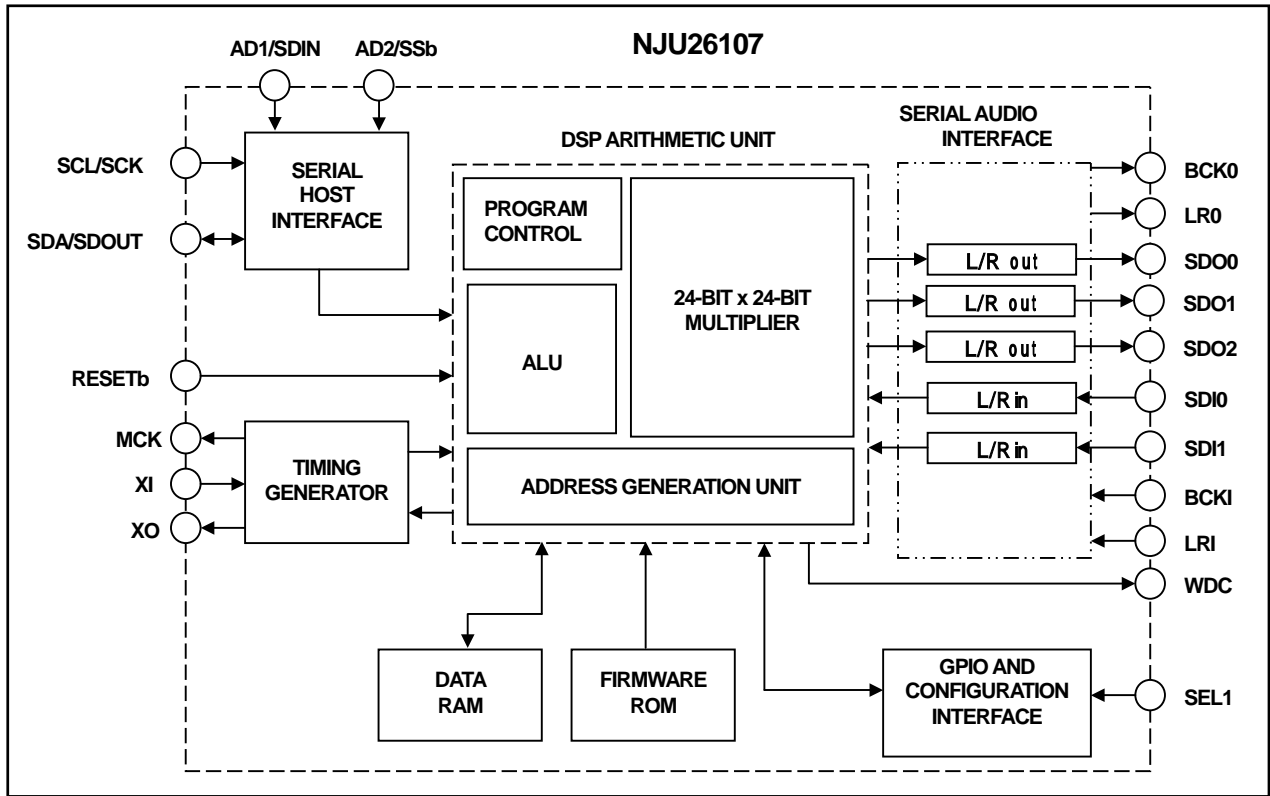 NJU26107
AD1/SDIN
AD2/SSb
SCL/SCK
SDA/SDOUT
RESETb
MCK
XI
XO
SERIAL
HOST
INTERFACE
TIMING
GENERATOR
DSP ARITHMETIC UNIT
PROGRAM
CONTROL
ALU
24-BIT x 24-BIT
MULTIPLIER
ADDRESS GENERATION UNIT
SERIAL AUDIO
INTERFACE
L/R out
L/R out
L/R out
L/R in
L/R in
BCK0
LR0
SDO0
SDO1
SDO2
SDI0
SDI1
BCKI
LRI
WDC
DATA
RAM
FIRMWARE
ROM
GPIO AND
CONFIGURATION
INTERFACE
SEL1